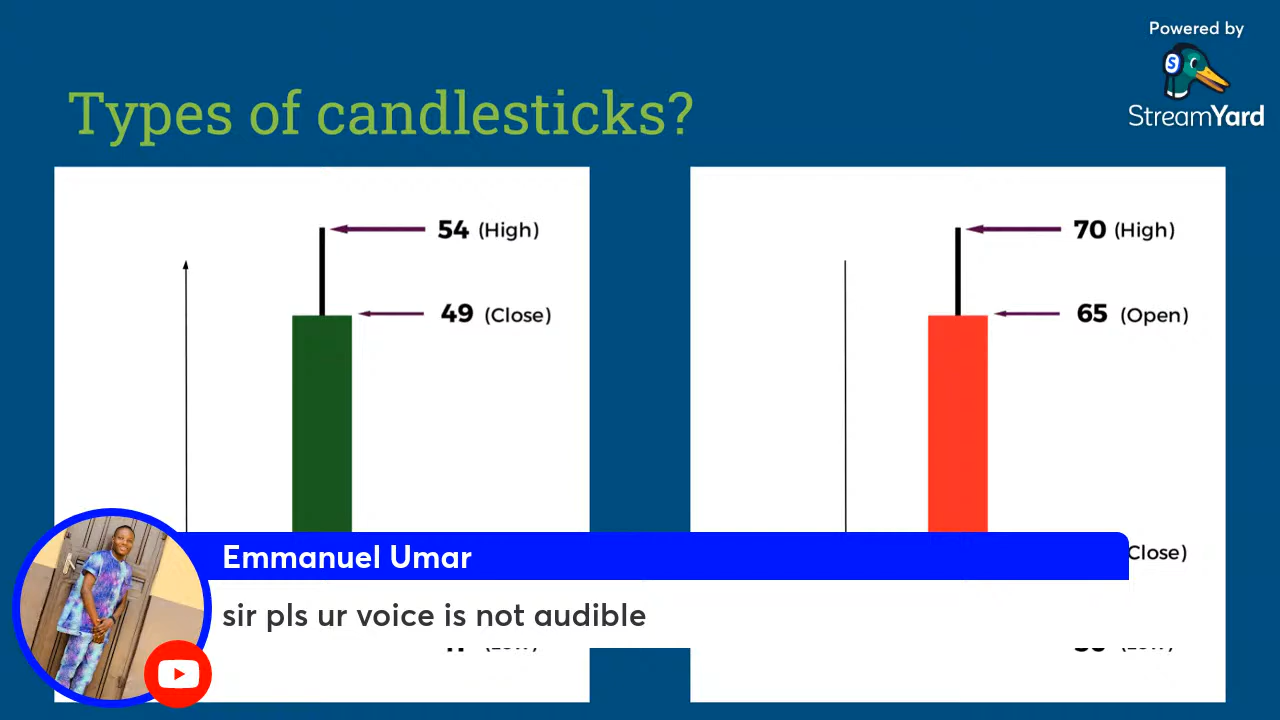 Powered by
StreamYard
Types of candlesticks?
54 (High)
49 (Close)
70 (High)
65 (Open)
Close)
Emmanuel Umar
sir pls ur voice is not audible